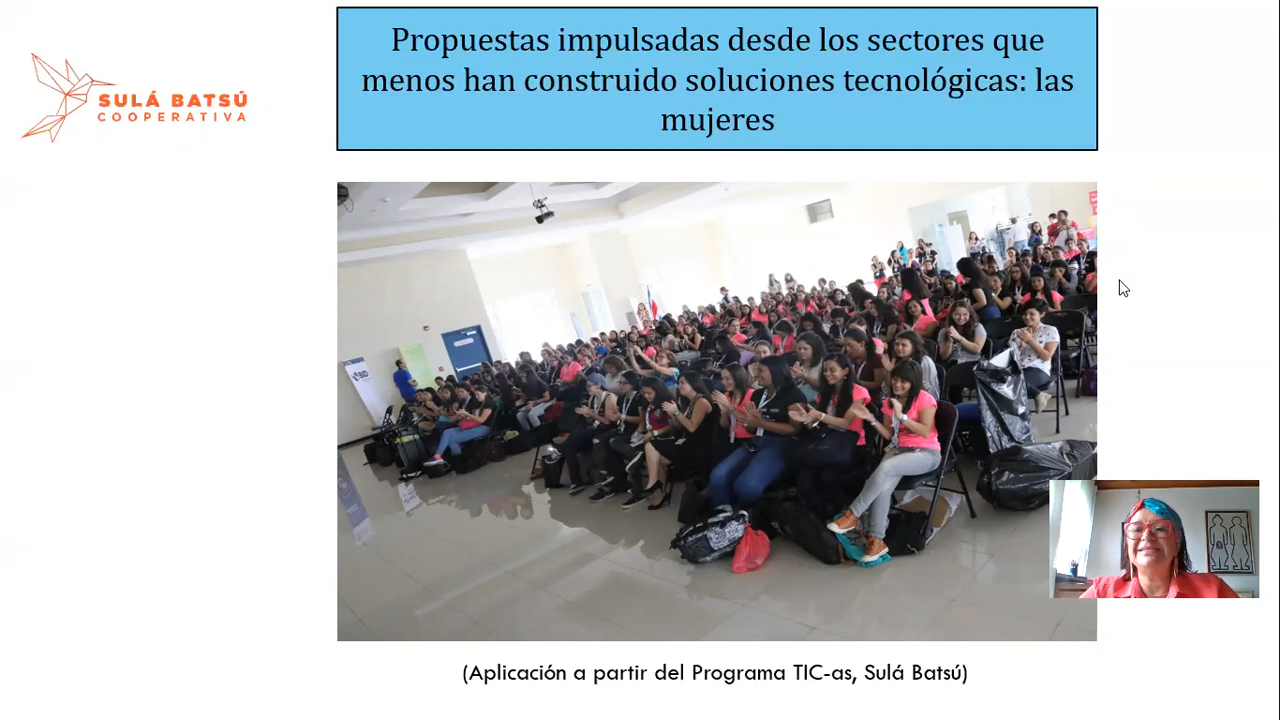 Propuestas impulsadas desde los sectores que
menos han construido soluciones tecnológicas: las
mujeres
SULÁ BATSÚ
COOPERATIVA
BID
(Aplicación a partir del Programa TIC-as, Sulá Batsú)